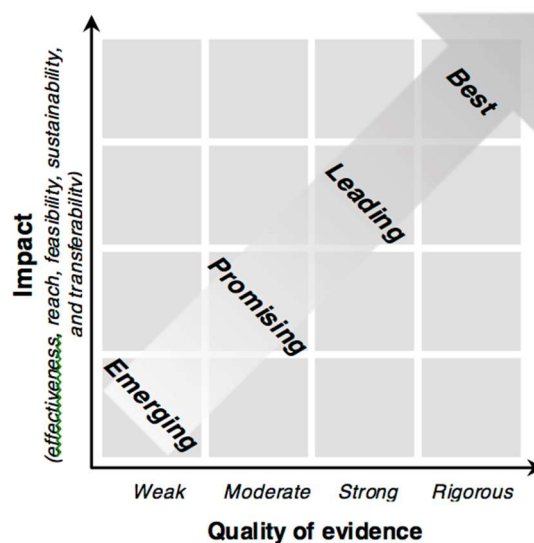 Impact
(effectiveness, reach, feasibility, sustainability,
and transferability)
Best
Leading
Promising
Emerging
Weak Moderate Strong Rigorous
Quality of evidence